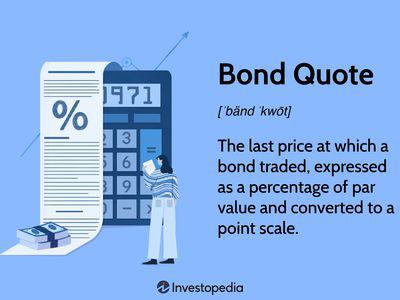 Bond Quote
[ˈbänd ˈkwōt]
The last price at which a
bond traded, expressed
as a percentage of par
value and converted to a
point scale.
%
0971
Investopedia